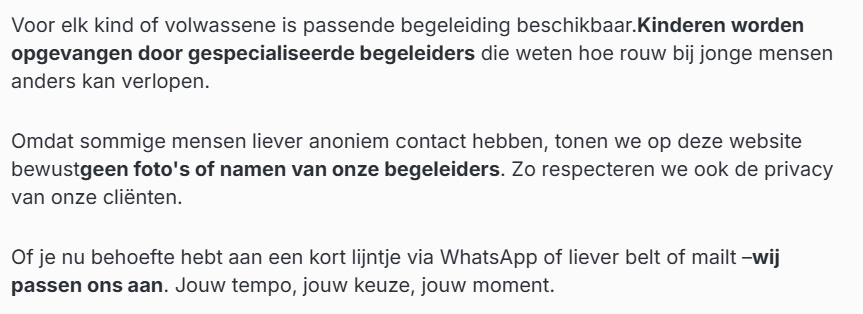 Voor elk kind of volwassene is passende begeleiding beschikbaar.Kinderen worden
opgevangen door gespecialiseerde begeleiders die weten hoe rouw bij jonge mensen
anders kan verlopen.
Omdat sommige mensen liever anoniem contact hebben, tonen we op deze website
bewustgeen foto's of namen van onze begeleiders. Zo respecteren we ook de privacy
van onze cliënten.
Of je nu behoefte hebt aan een kort lijntje via WhatsApp of liever belt of mailt –wij
passen ons aan. Jouw tempo, jouw keuze, jouw moment.